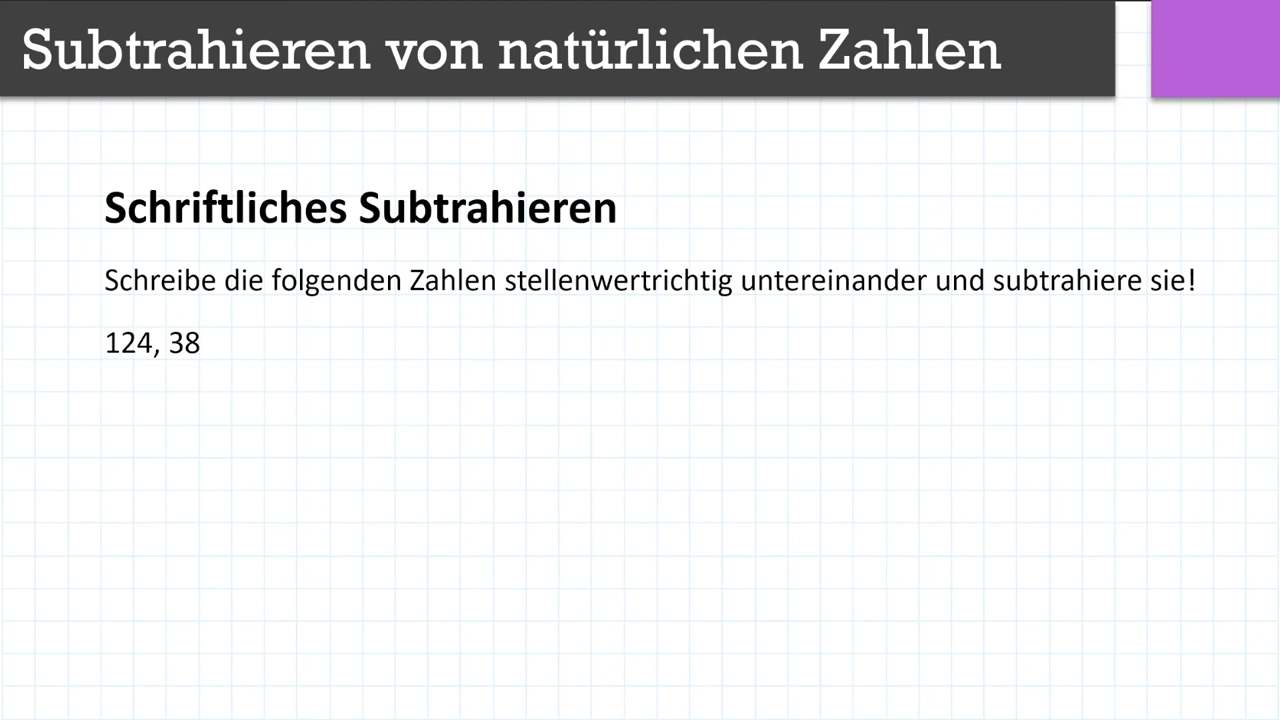 Subtrahieren von natürlichen Zahlen
Schriftliches Subtrahieren
Schreibe die folgenden Zahlen stellenwertrichtig untereinander und subtrahiere sie!
124, 38